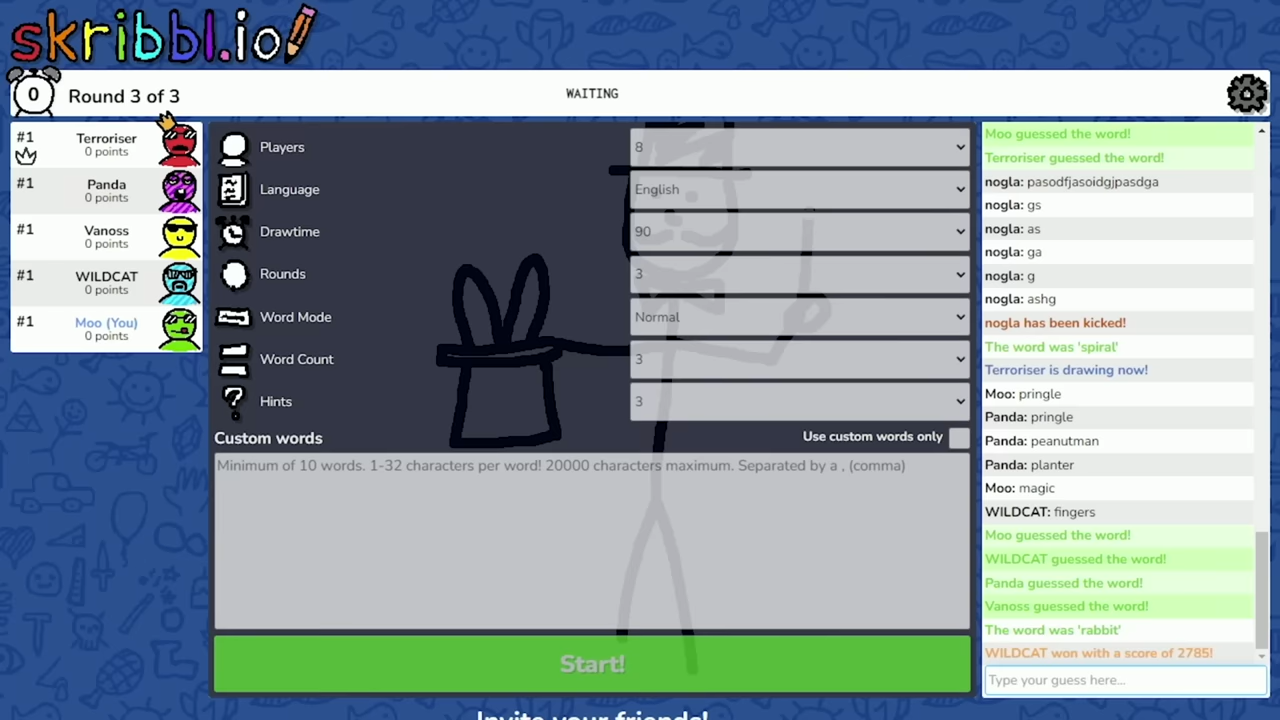 skribbl.io
0
Round 3 of 3
WAITING
#1
Terroriser
0 points
#1
Panda
0 points
#1
Vanoss
0 points
#1
WILDCAT
0 points
#1
Moo (You)
0 points
Players
8
Language
English
Drawtime
90
Rounds
3
Word Mode
Normal
Word Count
3
Hints
3
Custom words
Use custom words only
Minimum of 10 words. 1-32 characters per word! 20000 characters maximum. Separated by a , (comma)
Start!
Invite your friends!
Moo guessed the word!
Terroriser guessed the word!
nogla: pasodfjasoidgjpasdga
nogla: gs
nogla: as
nogla: ga
nogla: g
nogla: ashg
nogla has been kicked!
The word was 'spiral'
Terroriser is drawing now!
Moo: pringle
Panda: pringle
Panda: peanutman
Panda: planter
Moo: magic
WILDCAT: fingers
Moo guessed the word!
WILDCAT guessed the word!
Panda guessed the word!
Vanoss guessed the word!
The word was 'rabbit'
WILDCAT won with a score of 2785!
Type your guess here...